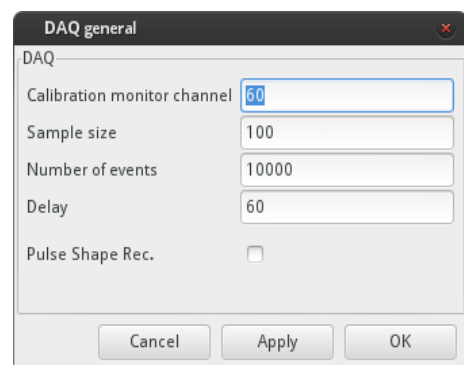 DAQ general
DAQ
Calibration monitor channel 60
Sample size 100
Number of events 10000
Delay 60
Pulse Shape Rec.
Cancel Apply OK